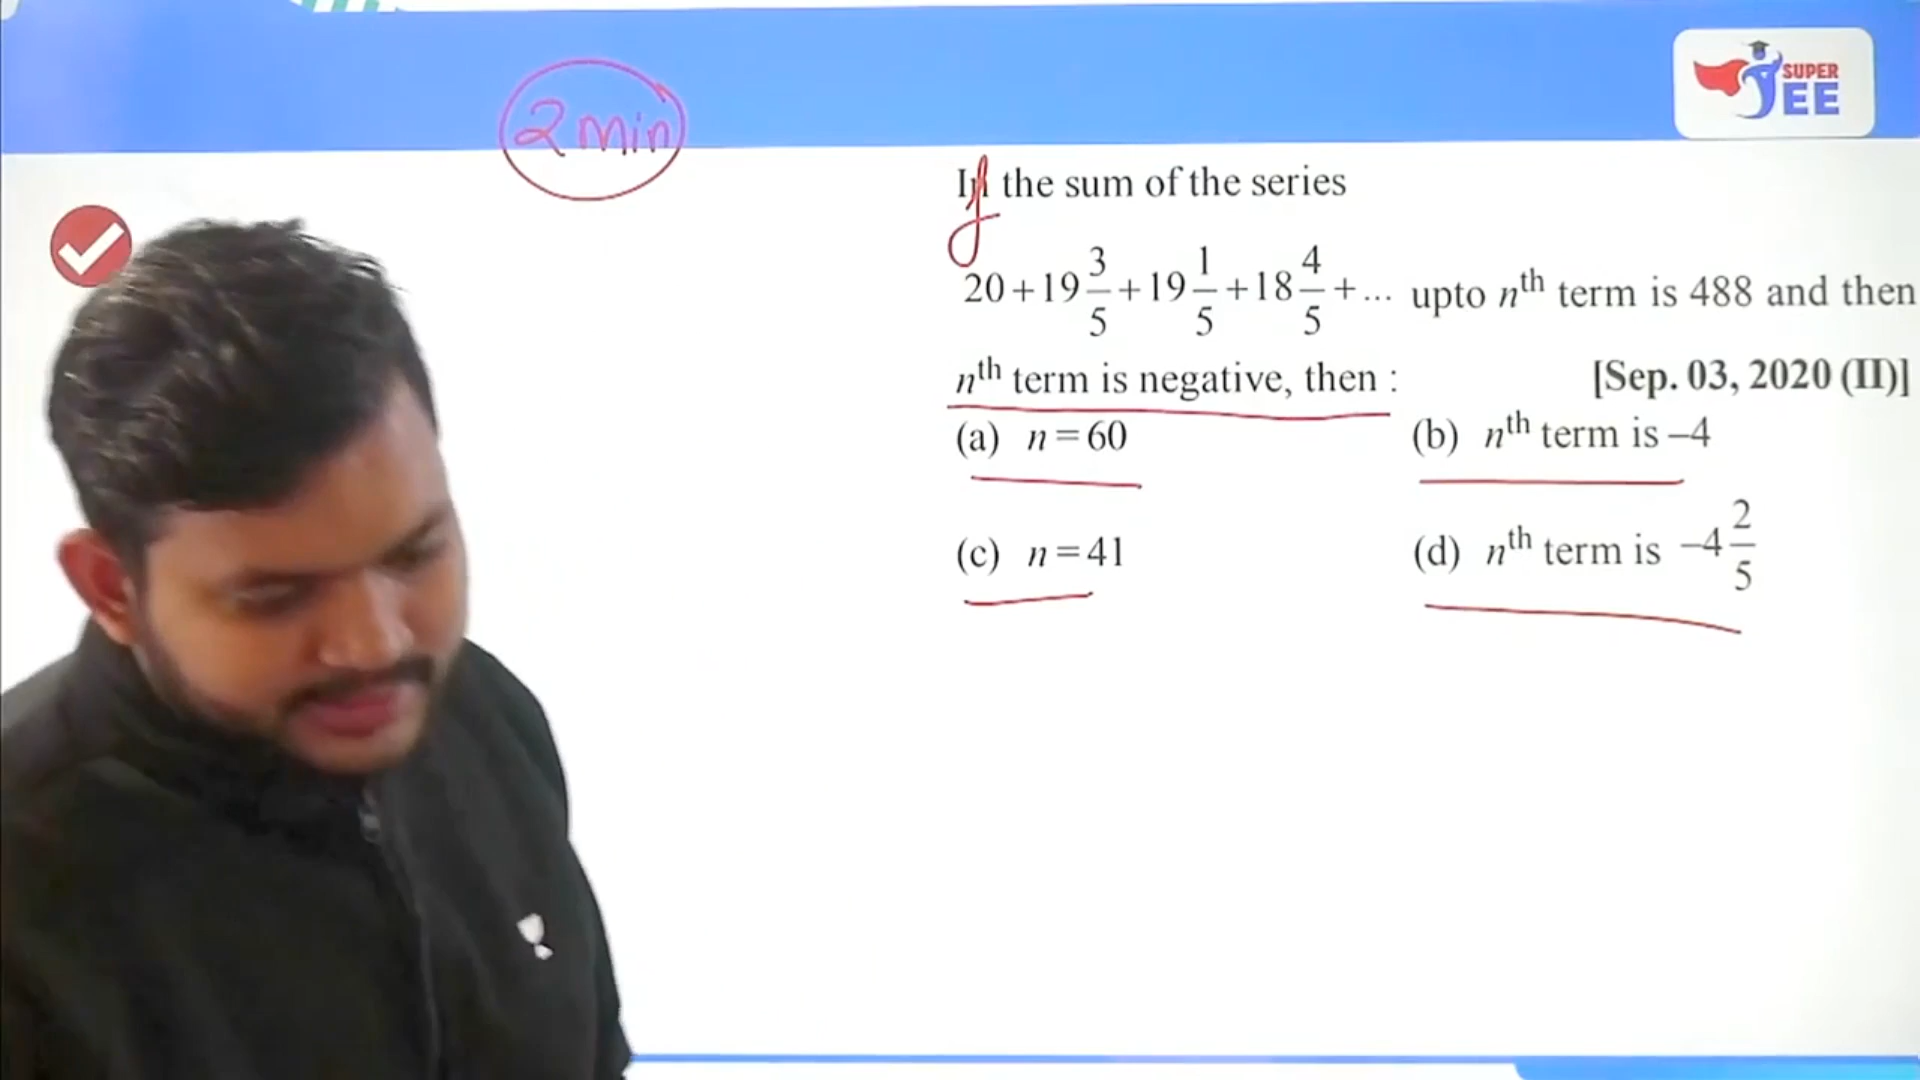 2 min
SUPER
JEE
If the sum of the series
20+19 3/5+19 1/5+18 4/5+... upto nth term is 488 and then
nth term is negative, then : [Sep. 03, 2020 (II)]
(a) n=60 (b) nth term is –4
(c) n=41 (d) nth term is –4 2/5